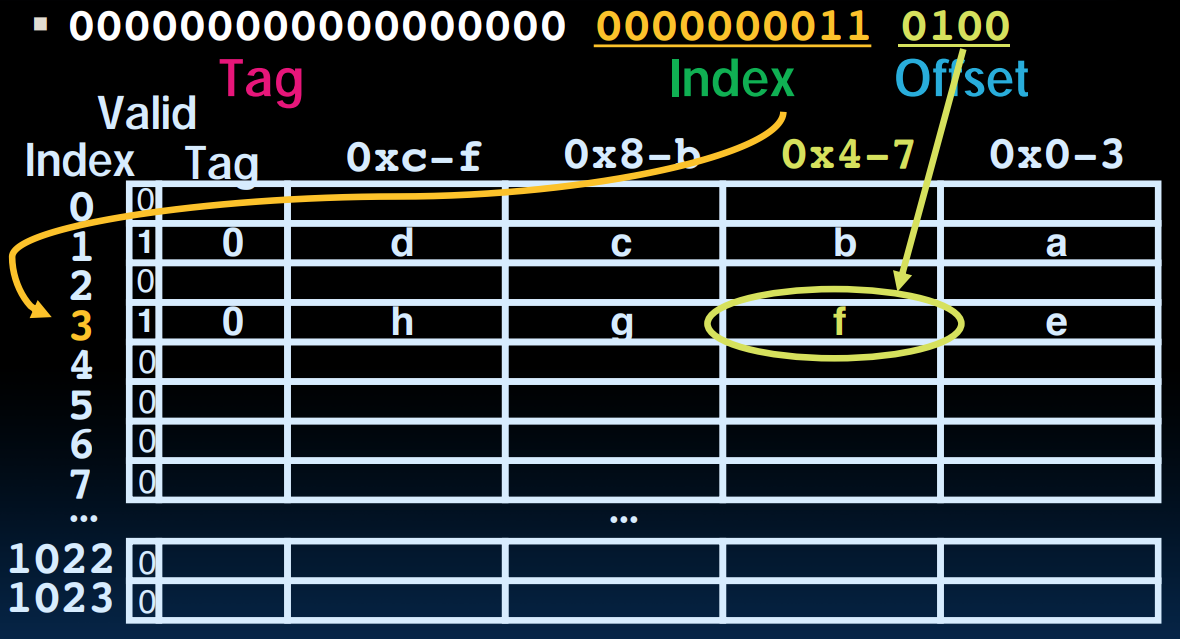 ▪ 000000000000000000 0000000011 0100
Tag Index Offset
Valid
Index Tag 0xc-f 0x8-b 0x4-7 0x0-3
0 0
1 1 0 d c b a
2 0
3 1 0 h g f e
4 0
5 0
6 0
7 0
... ...
1022 0
1023 0